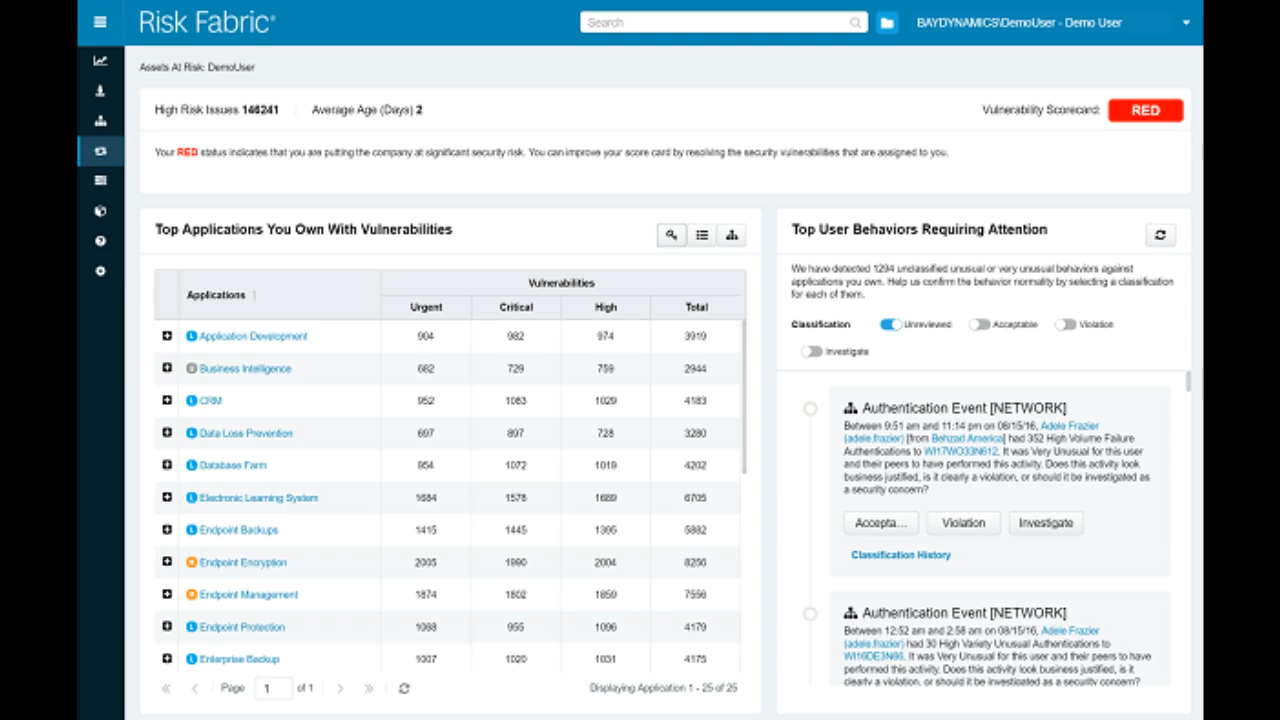 Risk Fabric®
Search
BAYDYNAMICS\DemoUser - Demo User
Assets At Risk: DemoUser
High Risk Issues 146241
Average Age (Days) 2
Vulnerability Scorecard: RED
Your RED status indicates that you are putting the company at significant security risk. You can improve your score card by resolving the security vulnerabilities that are assigned to you.
Top Applications You Own With Vulnerabilities
Applications
Vulnerabilities
Urgent Critical High Total
Application Development 904 982 974 3919
Business Intelligence 682 729 759 2944
CRM 952 1083 1029 4183
Data Loss Prevention 697 897 728 3280
Database Farm 954 1072 1019 4202
Electronic Learning System 1684 1578 1689 6705
Endpoint Backups 1415 1445 1395 5882
Endpoint Encryption 2005 1990 2004 8256
Endpoint Management 1874 1802 1859 7556
Endpoint Protection 1068 955 1096 4179
Enterprise Backup 1007 1020 1031 4175
Page 1 of 1
Displaying Application 1 - 25 of 25
Top User Behaviors Requiring Attention
We have detected 1294 unclassified unusual or very unusual behaviors against
applications you own. Help us confirm the behavior normality by selecting a classification
for each of them.
Classification Unreviewed Acceptable Violation
Investigate
Authentication Event [NETWORK]
Between 9:51 am and 11:14 pm on 08/15/16, Adele Frazier
(adele.frazier) [from Behzad America] had 352 High Volume Failure
Authentications to WI17WO33N612. It was Very Unusual for this user
and their peers to have performed this activity. Does this activity look
business justified, is it clearly a violation, or should it be investigated as
a security concern?
Accepta... Violation Investigate
Classification History
Authentication Event [NETWORK]
Between 12:52 am and 2:58 am on 08/15/16, Adele Frazier
(adele.frazier) had 30 High Variety Unusual Authentications to
WI16DE3N66. It was Very Unusual for this user and their peers to have
performed this activity. Does this activity look business justified, is it
clearly a violation, or should it be investigated as a security concern?